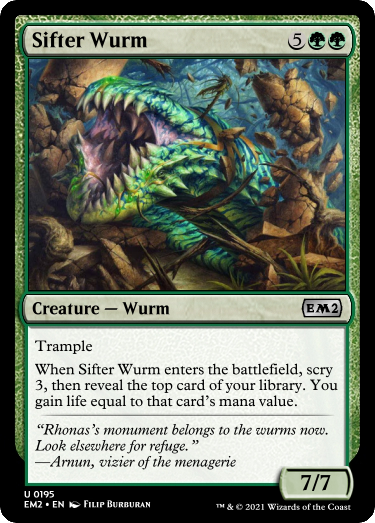 Sifter Wurm 5
Creature — Wurm EM2
Trample
When Sifter Wurm enters the battlefield, scry
3, then reveal the top card of your library. You
gain life equal to that card's mana value.
“Rhonas's monument belongs to the wurms now.
Look elsewhere for refuge.”
—Arnun, vizier of the menagerie
7/7
U 0195
EM2 • EN Filip Burburan
™ & © 2021 Wizards of the Coast